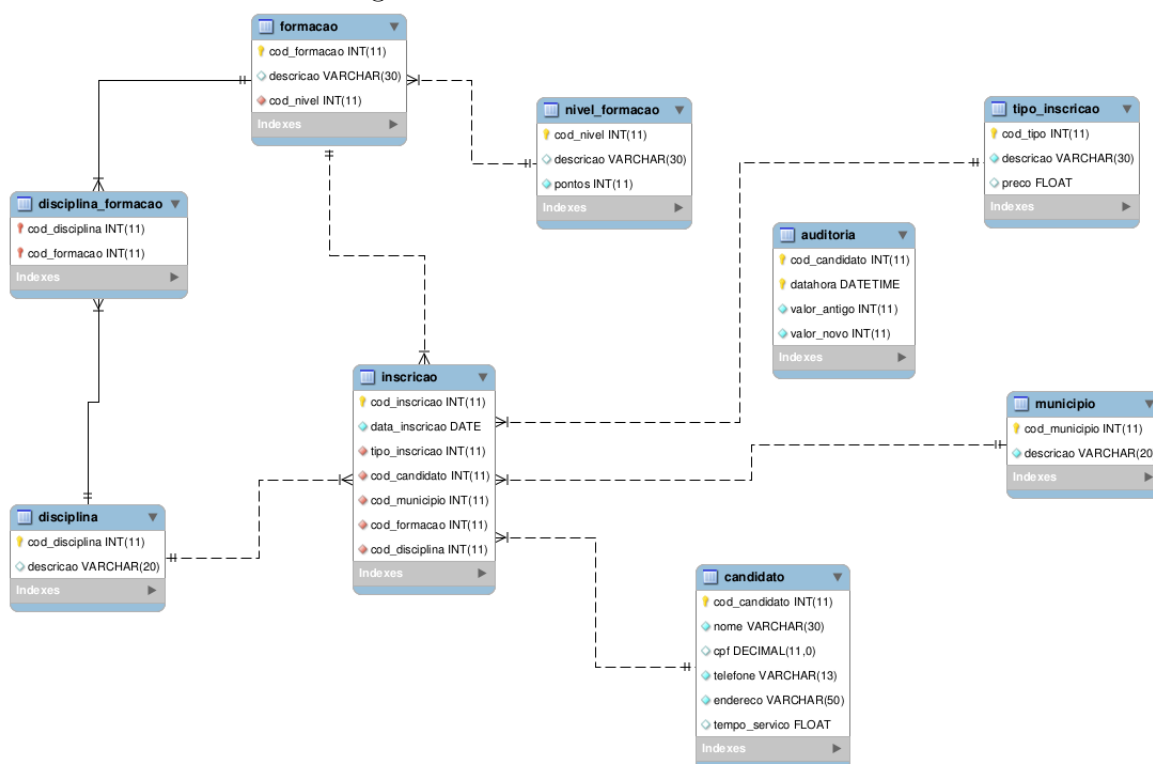 formacao
cod_formacao INT(11)
descricao VARCHAR(30)
cod_nivel INT(11)
Indexes
nivel_formacao
cod_nivel INT(11)
descricao VARCHAR(30)
pontos INT(11)
Indexes
tipo_inscricao
cod_tipo INT(11)
descricao VARCHAR(30)
preco FLOAT
Indexes
disciplina_formacao
cod_disciplina INT(11)
cod_formacao INT(11)
Indexes
auditoria
cod_candidato INT(11)
datahora DATETIME
valor_antigo INT(11)
valor_novo INT(11)
Indexes
inscricao
cod_inscricao INT(11)
data_inscricao DATE
tipo_inscricao INT(11)
cod_candidato INT(11)
cod_municipio INT(11)
cod_formacao INT(11)
cod_disciplina INT(11)
Indexes
municipio
cod_municipio INT(11)
descricao VARCHAR(20
Indexes
disciplina
cod_disciplina INT(11)
descricao VARCHAR(20)
Indexes
candidato
cod_candidato INT(11)
nome VARCHAR(30)
cpf DECIMAL(11,0)
telefone VARCHAR(13)
endereco VARCHAR(50)
tempo_servico FLOAT
Indexes